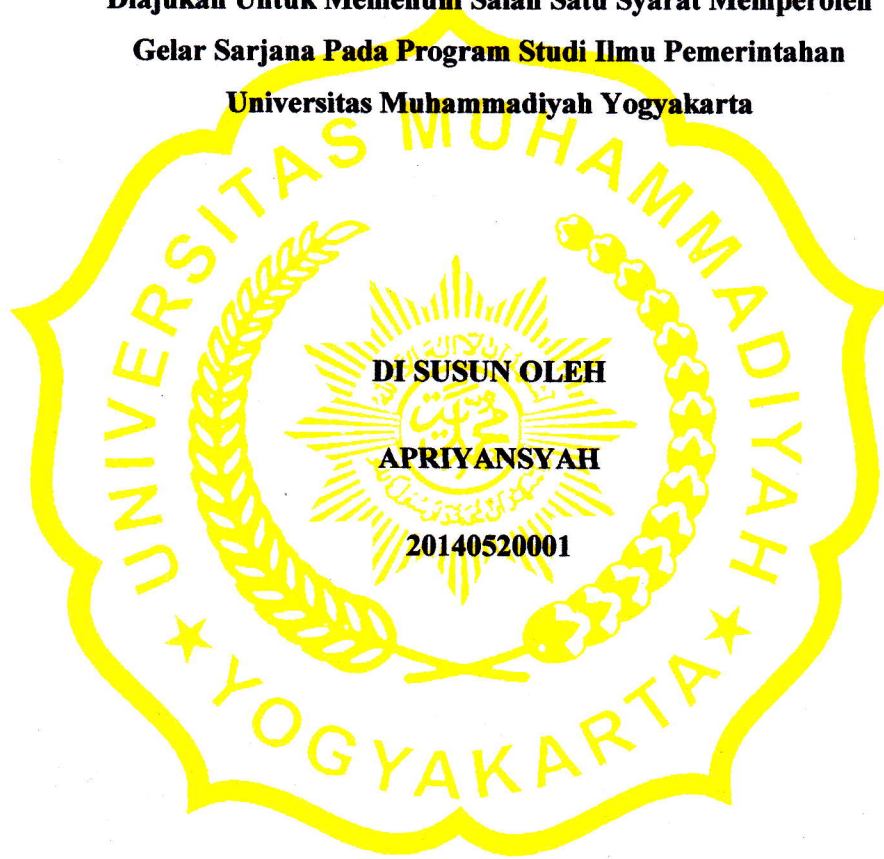 Diajukan Untuk Memenuhi Salah Satu Syarat Memperoleh
Gelar Sarjana Pada Program Studi Ilmu Pemerintahan
Universitas Muhammadiyah Yogyakarta
UNIVERSITAS MUHAMMADIYAH
DI SUSUN OLEH
APRIYANSYAH
20140520001
★ YOGYAKARTA ★